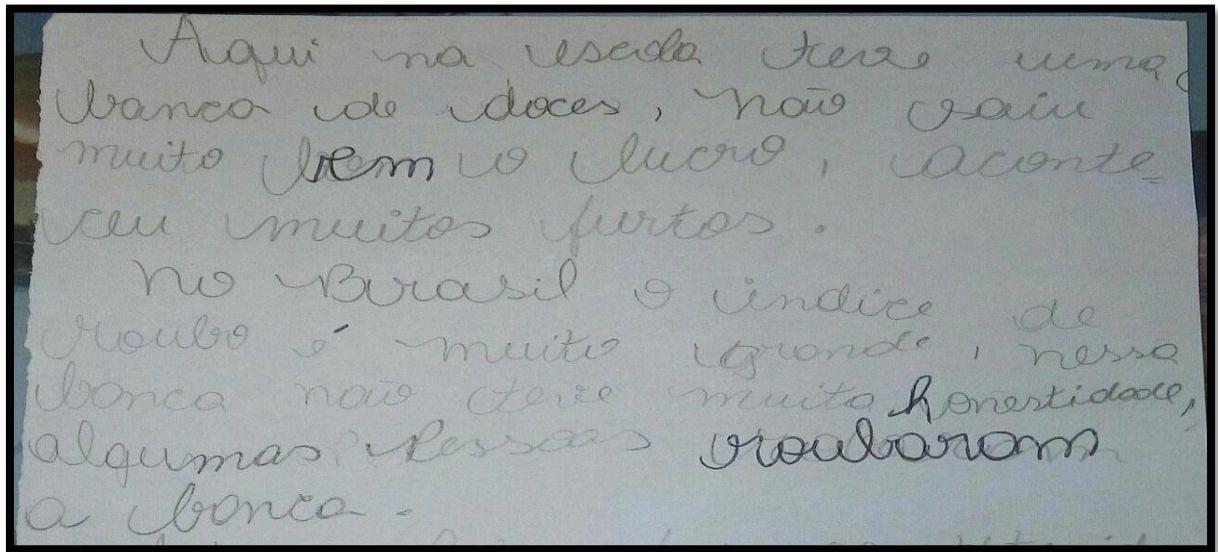 Aqui na escola teve uma
banca de doces, não saiu
muito bem o lucro, aconte-
ceu muitos furtos.
No Brasil o índice de
roubo é muito grande, nessa
banca não teve muita honestidade,
algumas pessoas roubaram
a banca.